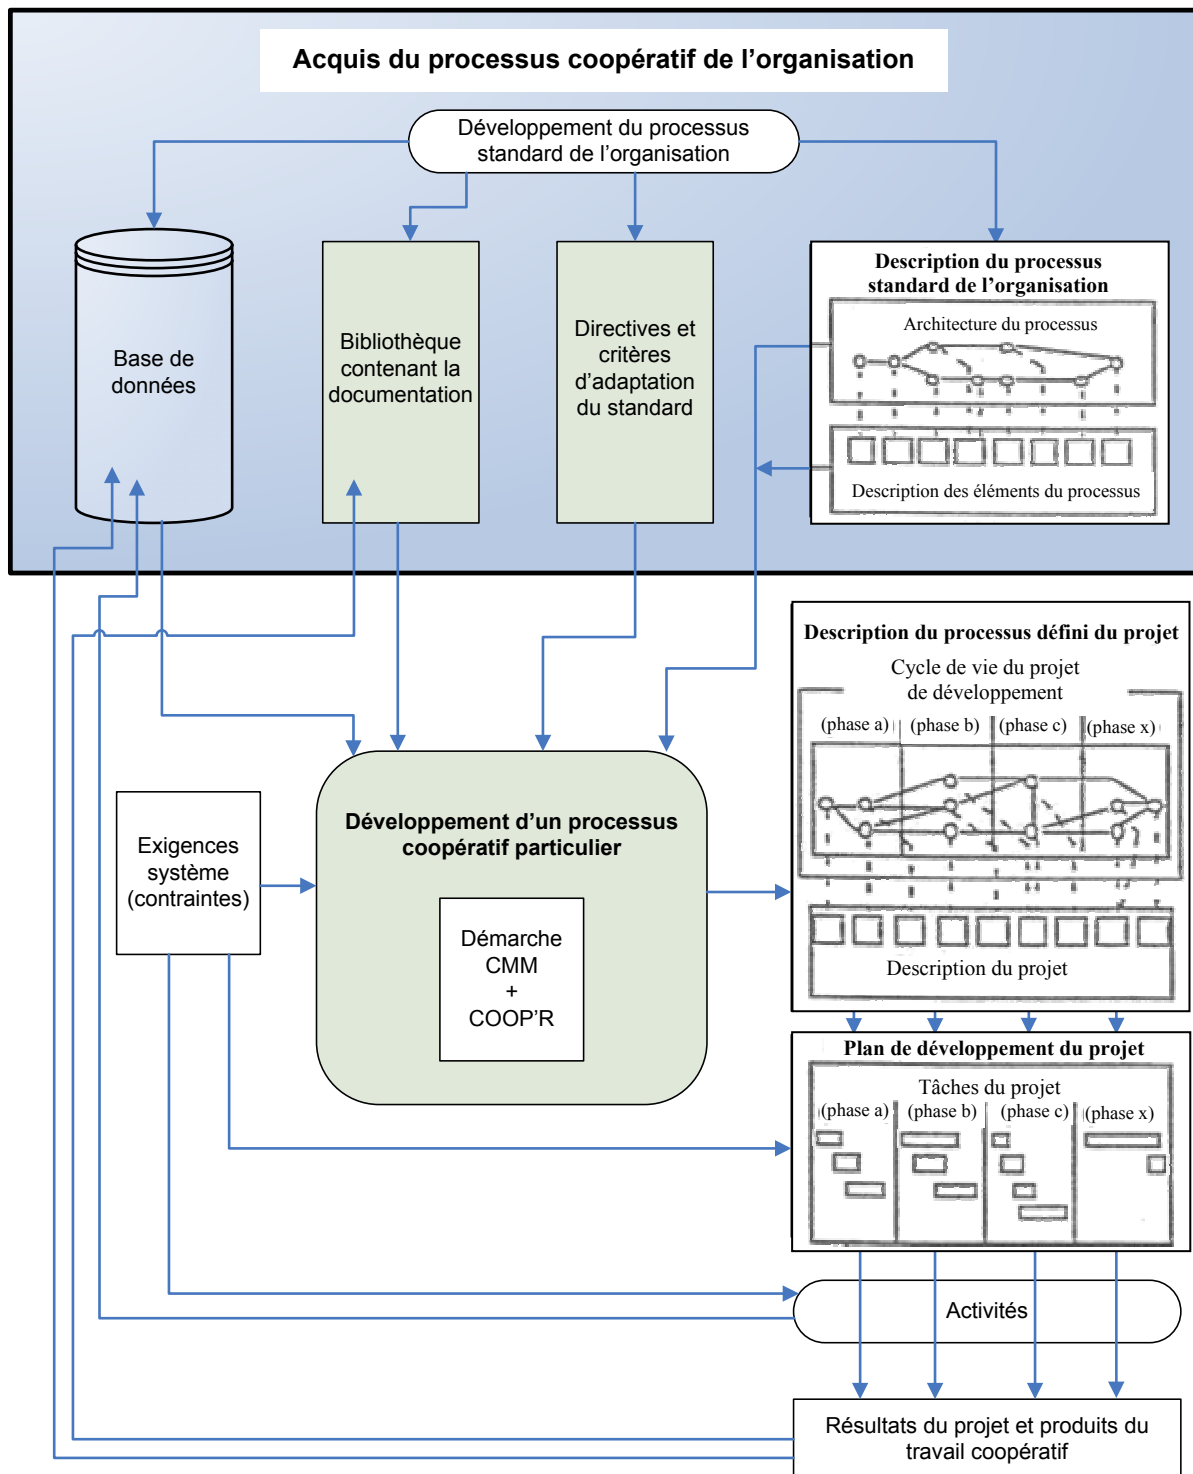 Acquis du processus coopératif de l’organisation
Développement du processus
standard de l’organisation
Base de
données
Bibliothèque
contenant la
documentation
Directives et
critères
d’adaptation
du standard
Description du processus
standard de l’organisation
Architecture du processus
Description des éléments du processus
Description du processus défini du projet
Cycle de vie du projet
de développement
(phase a) (phase b) (phase c) (phase x)
Description du projet
Exigences
système
(contraintes)
Développement d’un processus
coopératif particulier
Démarche
CMM
+
COOP’R
Plan de développement du projet
Tâches du projet
(phase a) (phase b) (phase c) (phase x)
Activités
Résultats du projet et produits du
travail coopératif